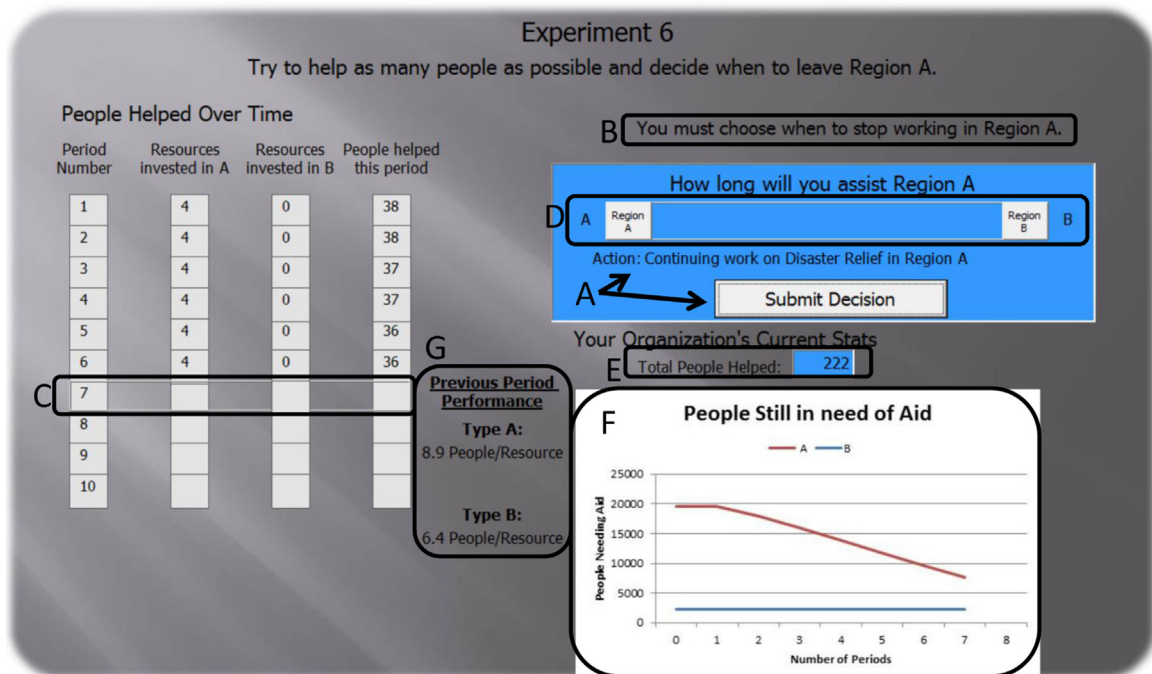 Experiment 6
Try to help as many people as possible and decide when to leave Region A.
People Helped Over Time
Period Number
Resources invested in A
Resources invested in B
People helped this period
1 4 0 38
2 4 0 38
3 4 0 37
4 4 0 37
5 4 0 36
6 4 0 36
C 7
8
9
10
G
Previous Period
Performance
Type A:
8.9 People/Resource
Type B:
6.4 People/Resource
B You must choose when to stop working in Region A.
How long will you assist Region A
D A Region A Region B B
Action: Continuing work on Disaster Relief in Region A
A Submit Decision
Your Organization's Current Stats
E Total People Helped: 222
F
People Still in need of Aid
A B
People Needing Aid
25000
20000
15000
10000
5000
0
0 1 2 3 4 5 6 7 8
Number of Periods